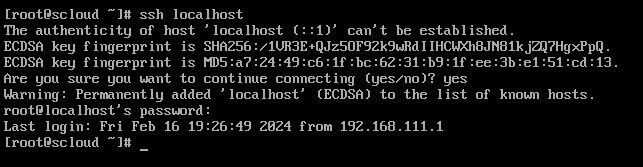 [root@scloud ~]# ssh localhost
The authenticity of host 'localhost (::1)' can't be established.
ECDSA key fingerprint is SHA256:/1VR3E+QJz5OF92k9wRdIIHCWXh8JN81kjZQ7HgxPpQ.
ECDSA key fingerprint is MD5:a7:24:49:c6:1f:bc:62:31:b9:1f:ee:3b:e1:51:cd:13.
Are you sure you want to continue connecting (yes/no)? yes
Warning: Permanently added 'localhost' (ECDSA) to the list of known hosts.
root@localhost's password:
Last login: Fri Feb 16 19:26:49 2024 from 192.168.111.1
[root@scloud ~]# _